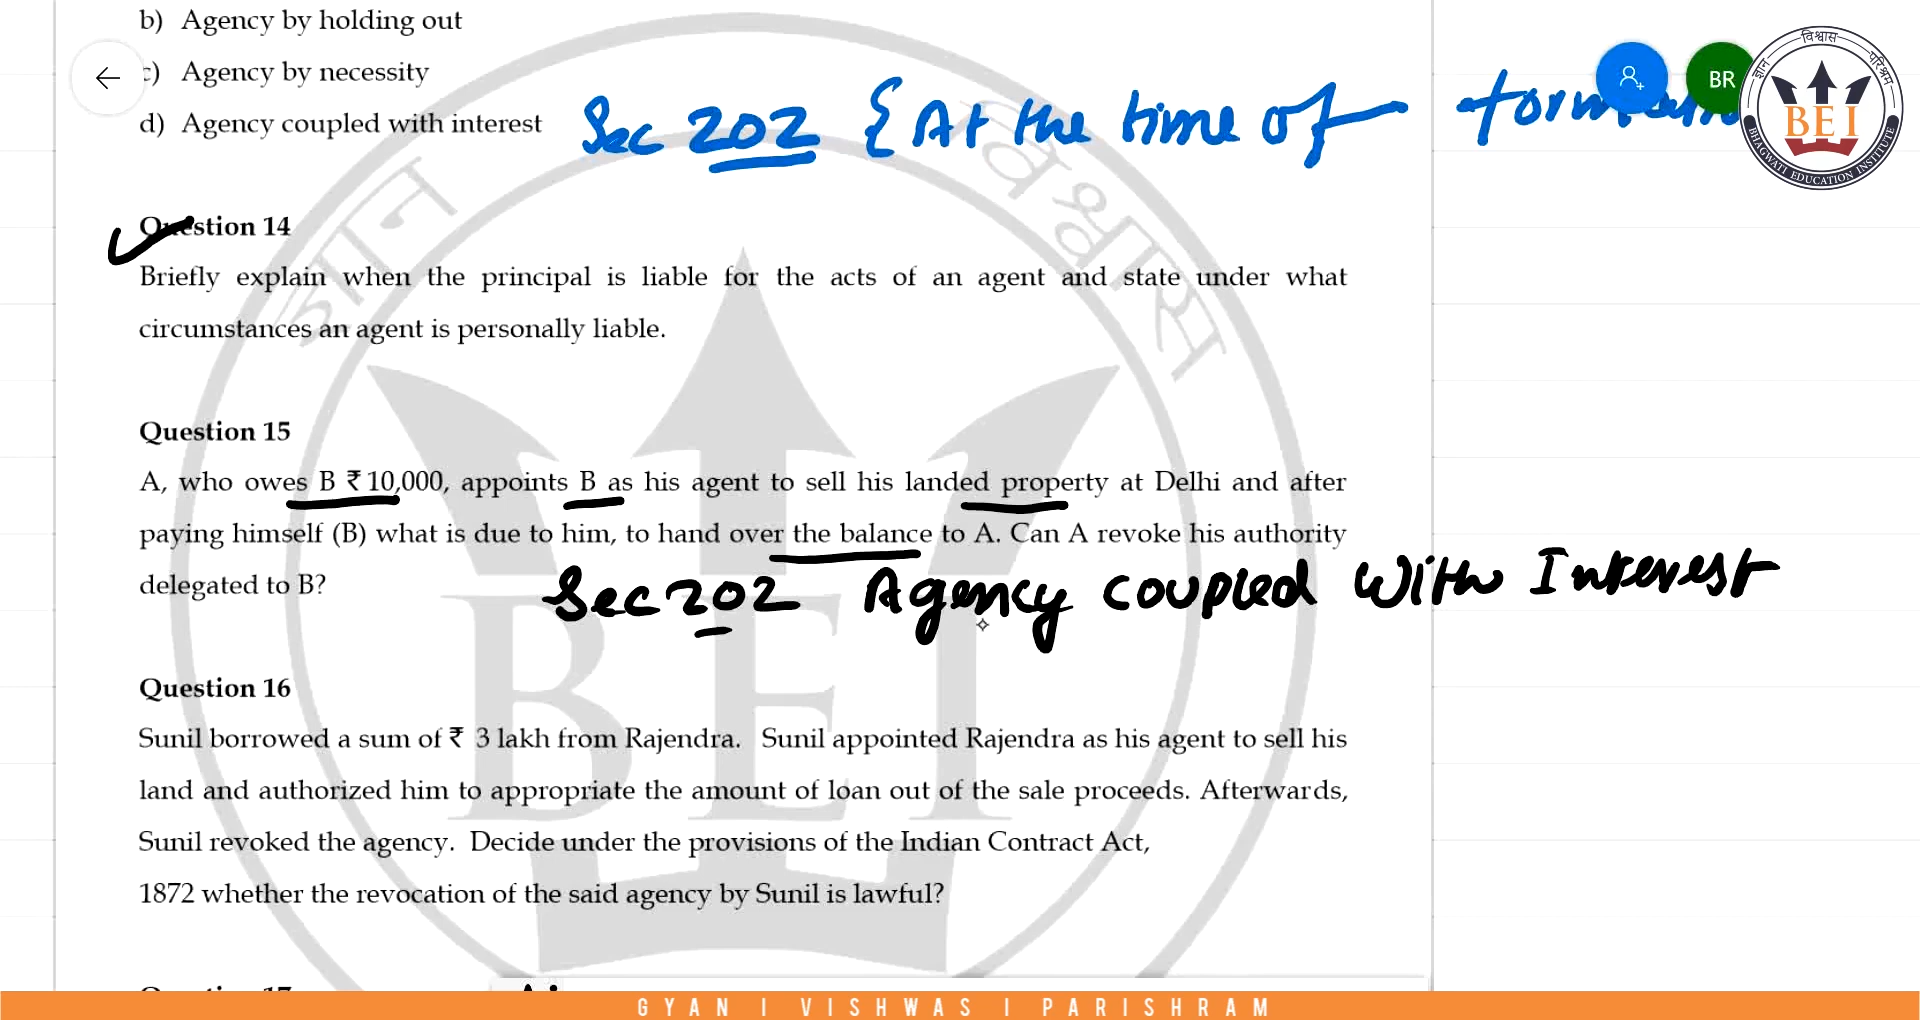 b) Agency by holding out
c) Agency by necessity
d) Agency coupled with interest
Sec 202 { At the time of
BR
विश्वास
ज्ञान
परिश्रम
BEI
BHAGWATI EDUCATION INSTITUTE
Question 14
Briefly explain when the principal is liable for the acts of an agent and state under what
circumstances an agent is personally liable.
Question 15
A, who owes B ₹ 10,000, appoints B as his agent to sell his landed property at Delhi and after
paying himself (B) what is due to him, to hand over the balance to A. Can A revoke his authority
delegated to B?
Sec 202 Agency coupled with Interest
Question 16
Sunil borrowed a sum of ₹ 3 lakh from Rajendra. Sunil appointed Rajendra as his agent to sell his
land and authorized him to appropriate the amount of loan out of the sale proceeds. Afterwards,
Sunil revoked the agency. Decide under the provisions of the Indian Contract Act,
1872 whether the revocation of the said agency by Sunil is lawful?
ज्ञान
विश्वास
BEI
GYAN | VISHWAS | PARISHRAM